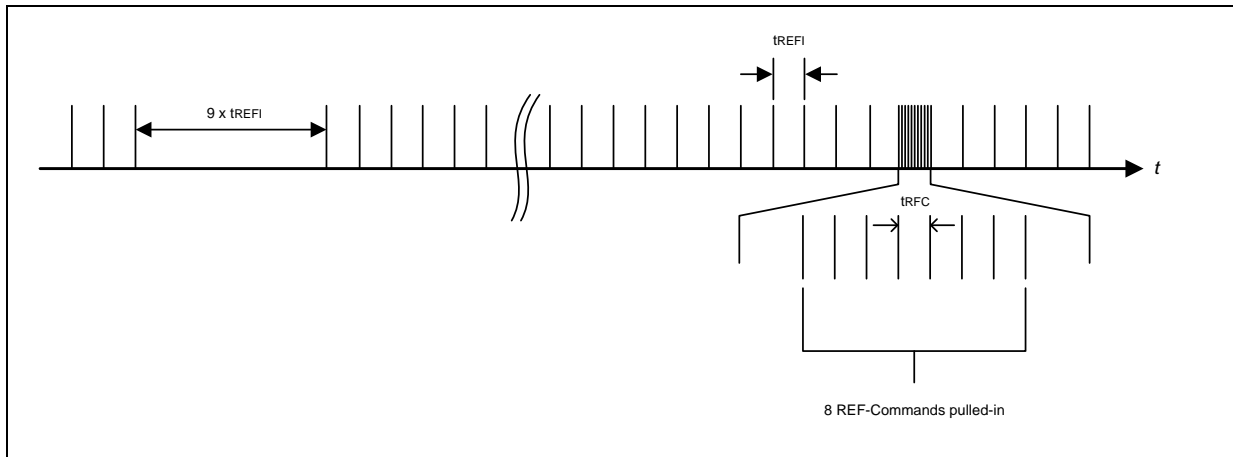 tREFI
9 x tREFI
t
tRFC
8 REF-Commands pulled-in